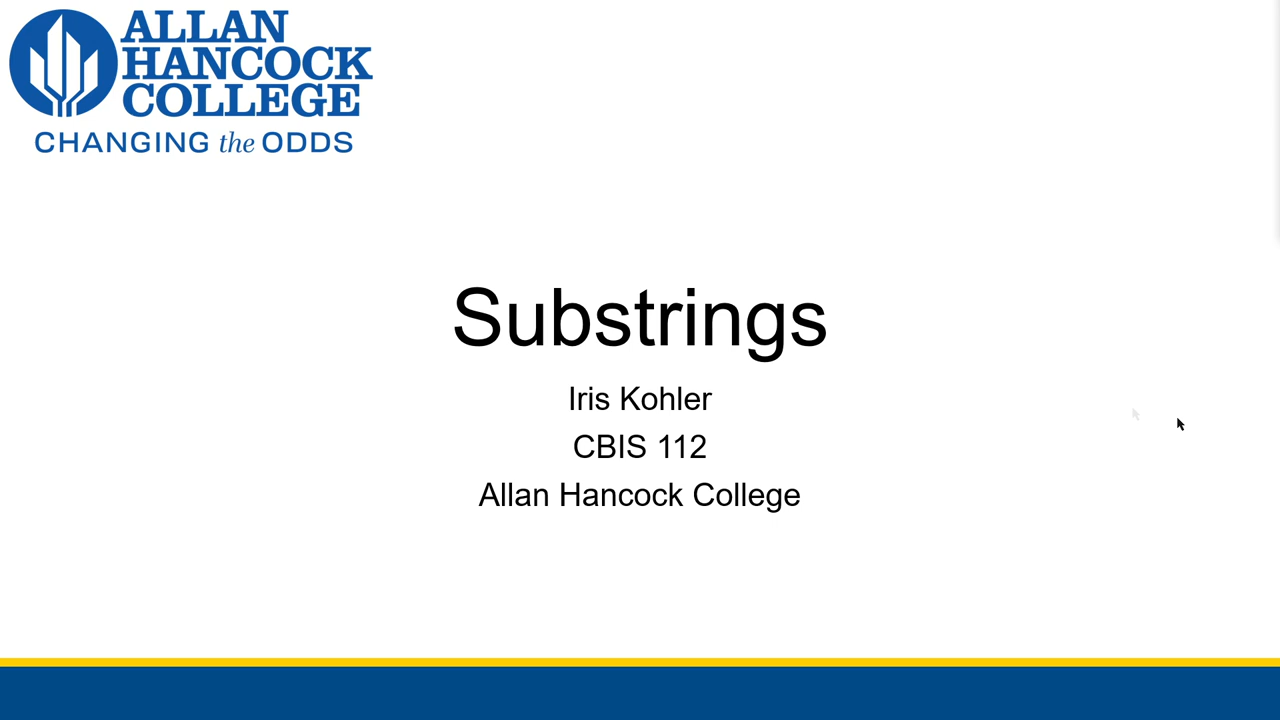 ALLAN
HANCOCK
COLLEGE
CHANGING the ODDS
Substrings
Iris Kohler
CBIS 112
Allan Hancock College